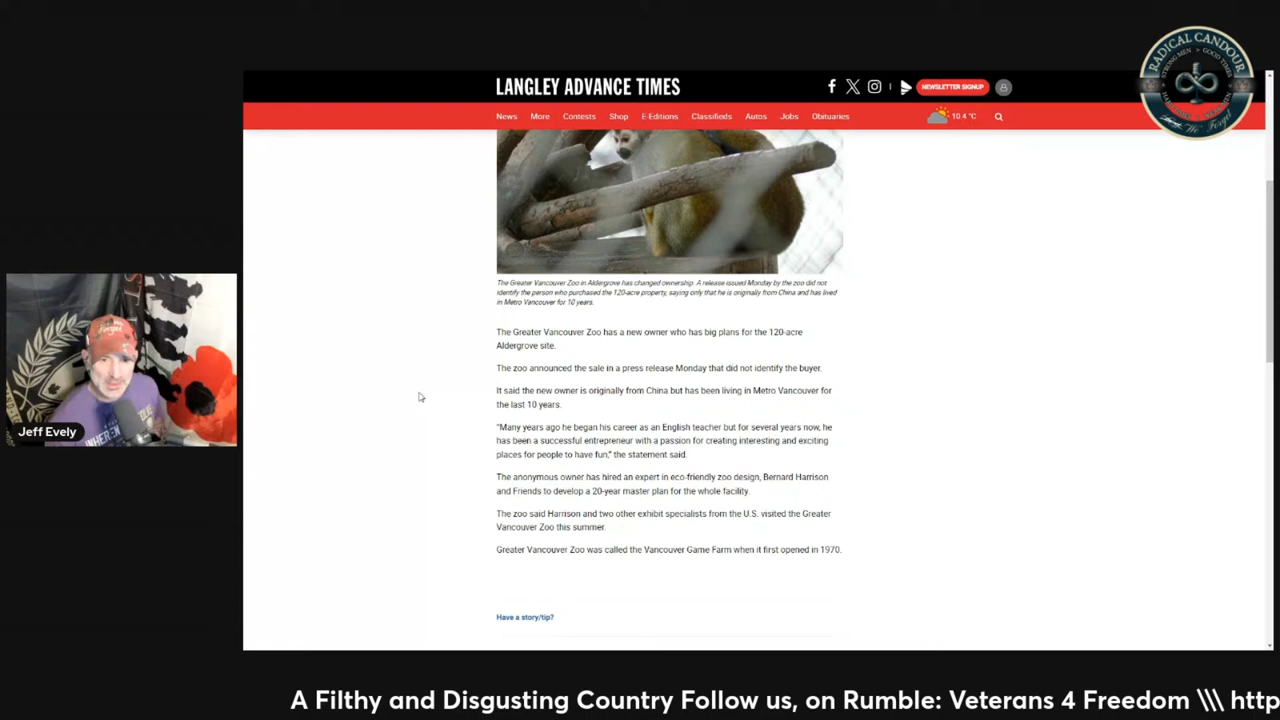 RADICAL CANDOUR
STRONG MEN > GOOD TIMES
LANGLEY ADVANCE TIMES
NEWSLETTER SIGNUP
News More Contests Shop E-Editions Classifieds Autos Jobs Obituaries
10.4 °C
The Greater Vancouver Zoo in Aldergrove has changed ownership. A release issued Monday by the zoo did not
identify the person who purchased the 120-acre property, saying only that he is originally from China and has lived
in Metro Vancouver for 10 years.
The Greater Vancouver Zoo has a new owner who has big plans for the 120-acre
Aldergrove site.
The zoo announced the sale in a press release Monday that did not identify the buyer.
It said the new owner is originally from China but has been living in Metro Vancouver for
the last 10 years.
“Many years ago he began his career as an English teacher but for several years now, he
has been a successful entrepreneur with a passion for creating interesting and exciting
places for people to have fun,” the statement said.
The anonymous owner has hired an expert in eco-friendly zoo design, Bernard Harrison
and Friends to develop a 20-year master plan for the whole facility.
The zoo said Harrison and two other exhibit specialists from the U.S. visited the Greater
Vancouver Zoo this summer.
Greater Vancouver Zoo was called the Vancouver Game Farm when it first opened in 1970.
Have a story/tip?
Jeff Evely
A Filthy and Disgusting Country Follow us, on Rumble: Veterans 4 Freedom \\\ http